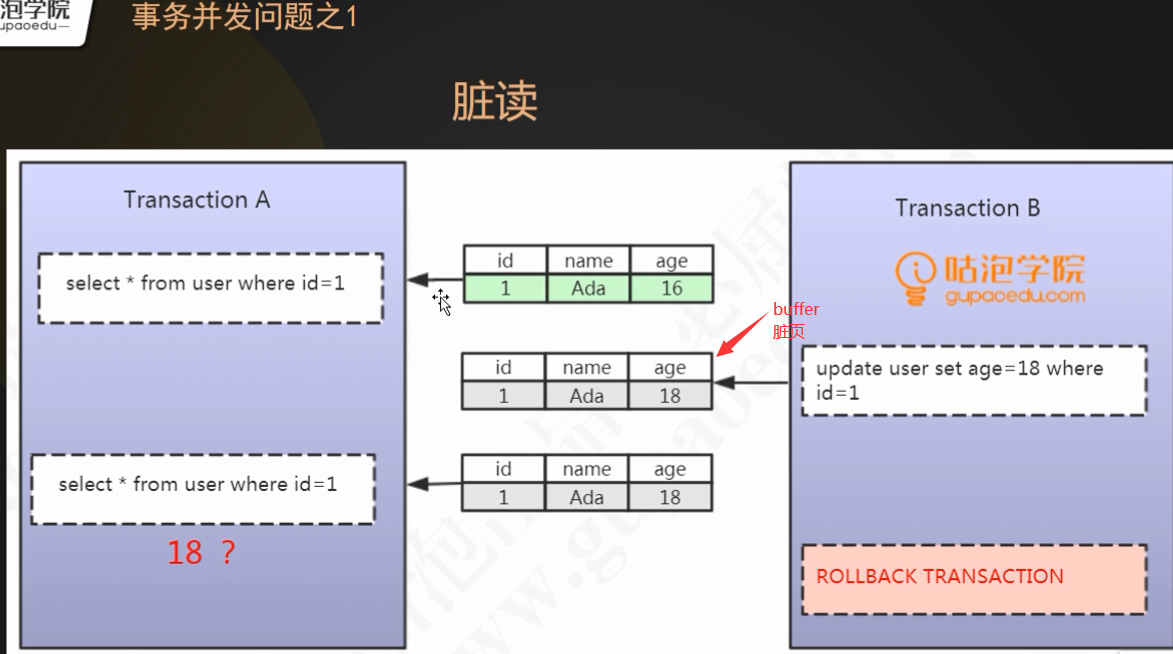 泡学院
upaoedu—
事务并发问题之1
脏读
Transaction A
select * from user where id=1
id name age
1 Ada 16
buffer
脏页
id name age
1 Ada 18
select * from user where id=1
18 ?
id name age
1 Ada 18
Transaction B
咕泡学院
gupaoedu.com
update user set age=18 where
id=1
ROLLBACK TRANSACTION